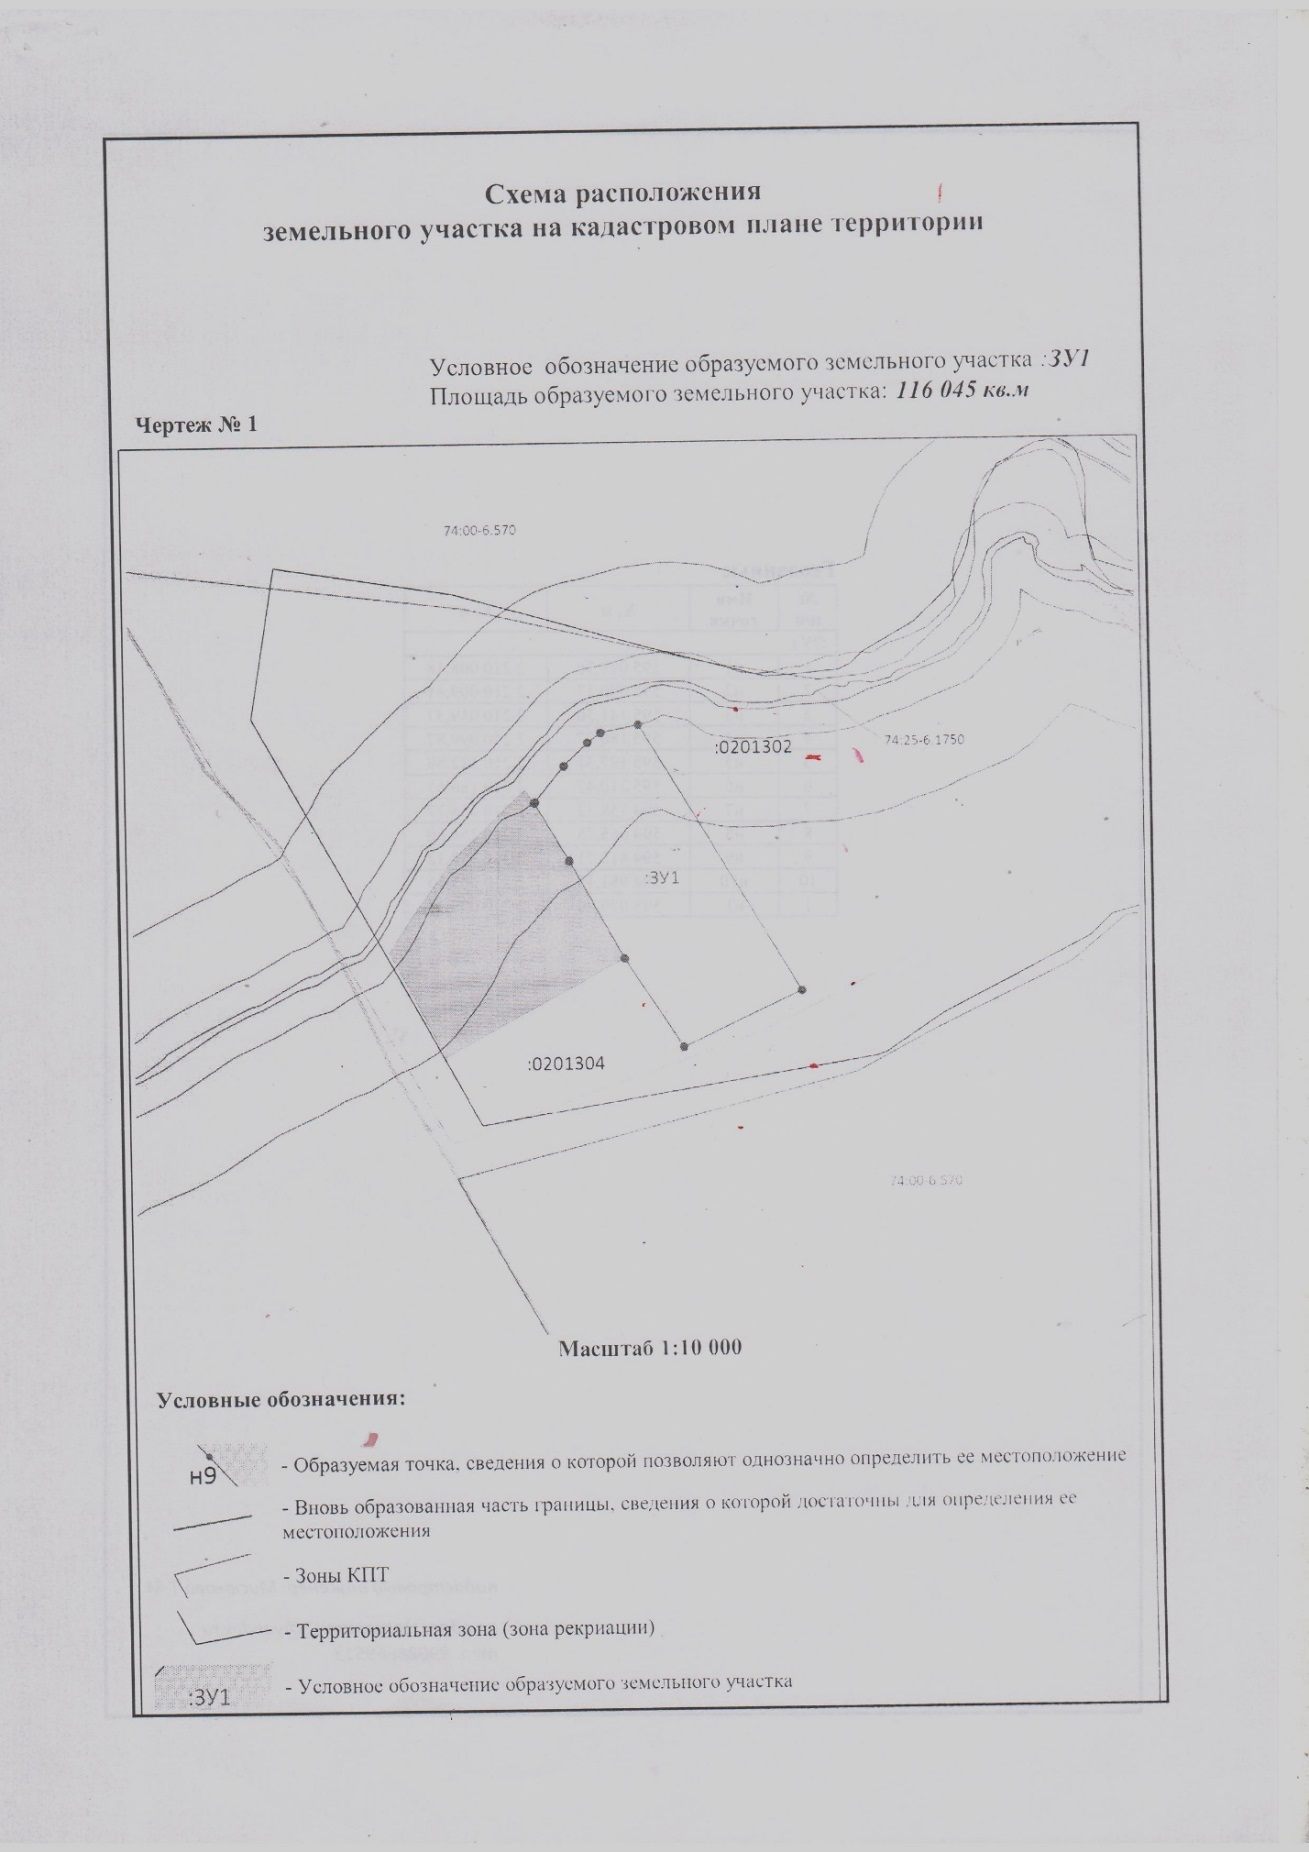 Схема расположения
земельного участка на кадастровом плане территории
Условное обозначение образуемого земельного участка :ЗУ1
Площадь образуемого земельного участка: 116 045 кв.м
Чертеж № 1
74:00-6.570
:0201302
74:25-6.1750
:ЗУ1
:0201304
74:00-6.570
Масштаб 1:10 000
Условные обозначения:
н9
- Образуемая точка, сведения о которой позволяют однозначно определить ее местоположение
- Вновь образованная часть границы, сведения о которой достаточны для определения ее
местоположения
- Зоны КПТ
- Территориальная зона (зона рекриации)
:ЗУ1
- Условное обозначение образуемого земельного участка